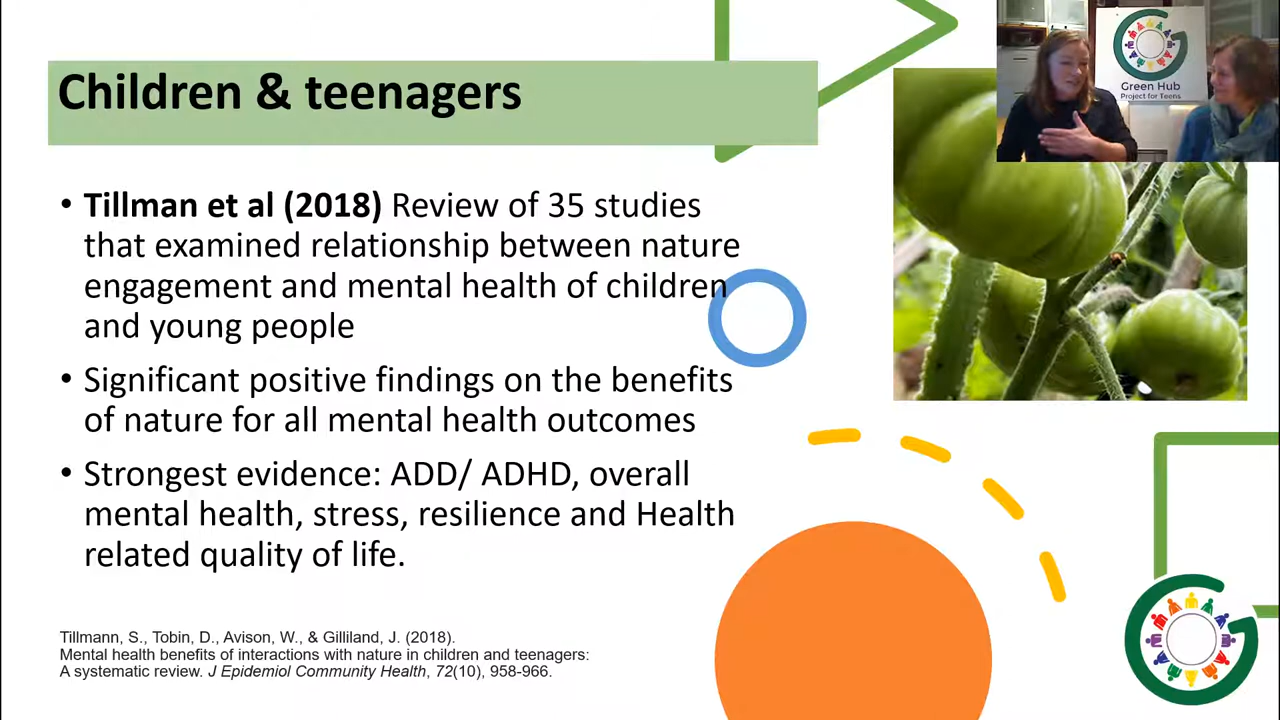 Children & teenagers
Green Hub
Project for Teens
• Tillman et al (2018) Review of 35 studies
that examined relationship between nature
engagement and mental health of children
and young people
• Significant positive findings on the benefits
of nature for all mental health outcomes
• Strongest evidence: ADD/ ADHD, overall
mental health, stress, resilience and Health
related quality of life.
Tillmann, S., Tobin, D., Avison, W., & Gilliland, J. (2018).
Mental health benefits of interactions with nature in children and teenagers:
A systematic review. J Epidemiol Community Health, 72(10), 958-966.